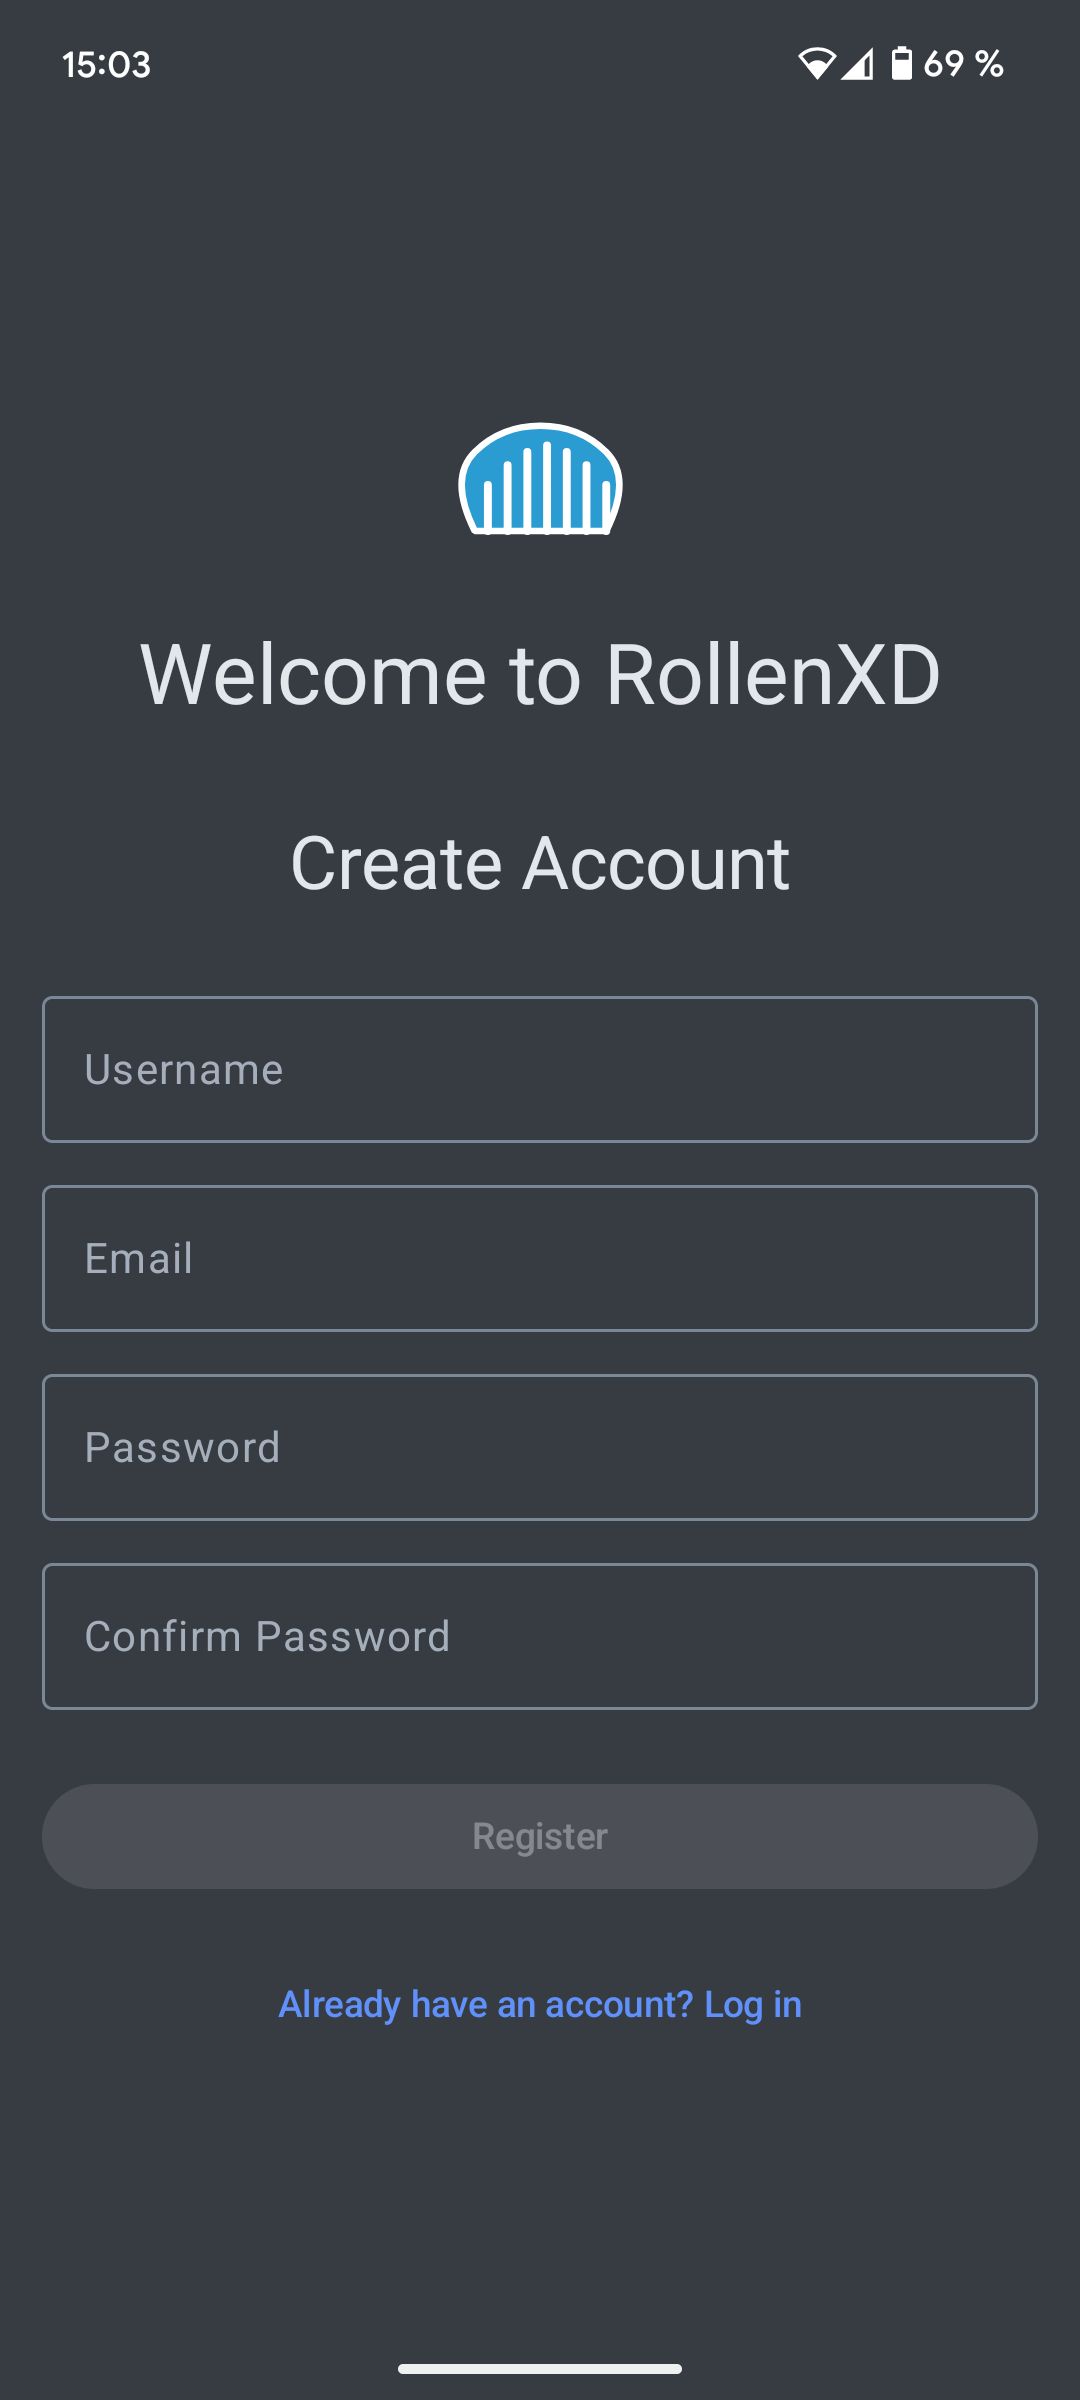 15:03
69 %
Welcome to RollenXD
Create Account
Username
Email
Password
Confirm Password
Register
Already have an account? Log in